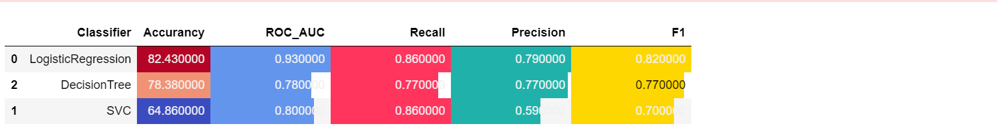 Classifier Accurancy ROC_AUC Recall Precision F1
0 LogisticRegression 82.430000 0.930000 0.860000 0.790000 0.820000
2 DecisionTree 78.380000 0.780000 0.770000 0.770000 0.770000
1 SVC 64.860000 0.800000 0.860000 0.590000 0.700000